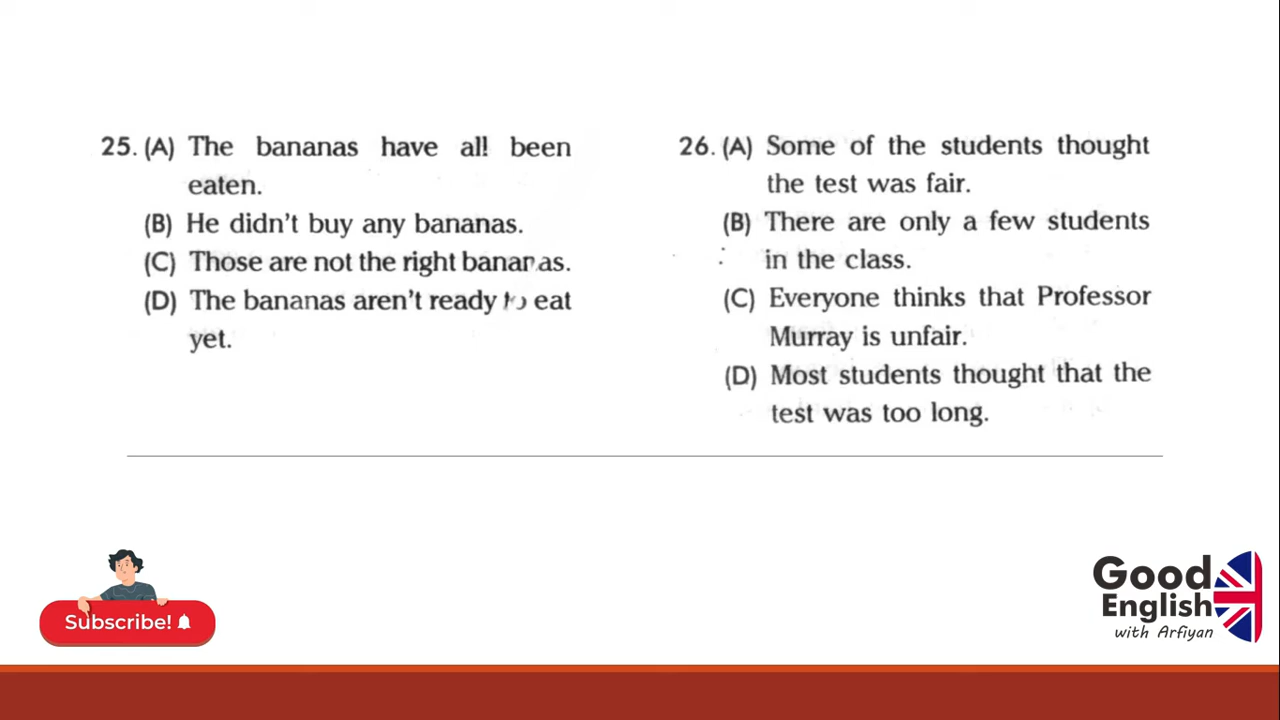 25. (A) The bananas have all been
eaten.
(B) He didn't buy any bananas.
(C) Those are not the right bananas.
(D) The bananas aren't ready to eat
yet.
26. (A) Some of the students thought
the test was fair.
(B) There are only a few students
in the class.
(C) Everyone thinks that Professor
Murray is unfair.
(D) Most students thought that the
test was too long.
Subscribe!
Good
English
with Arfiyan